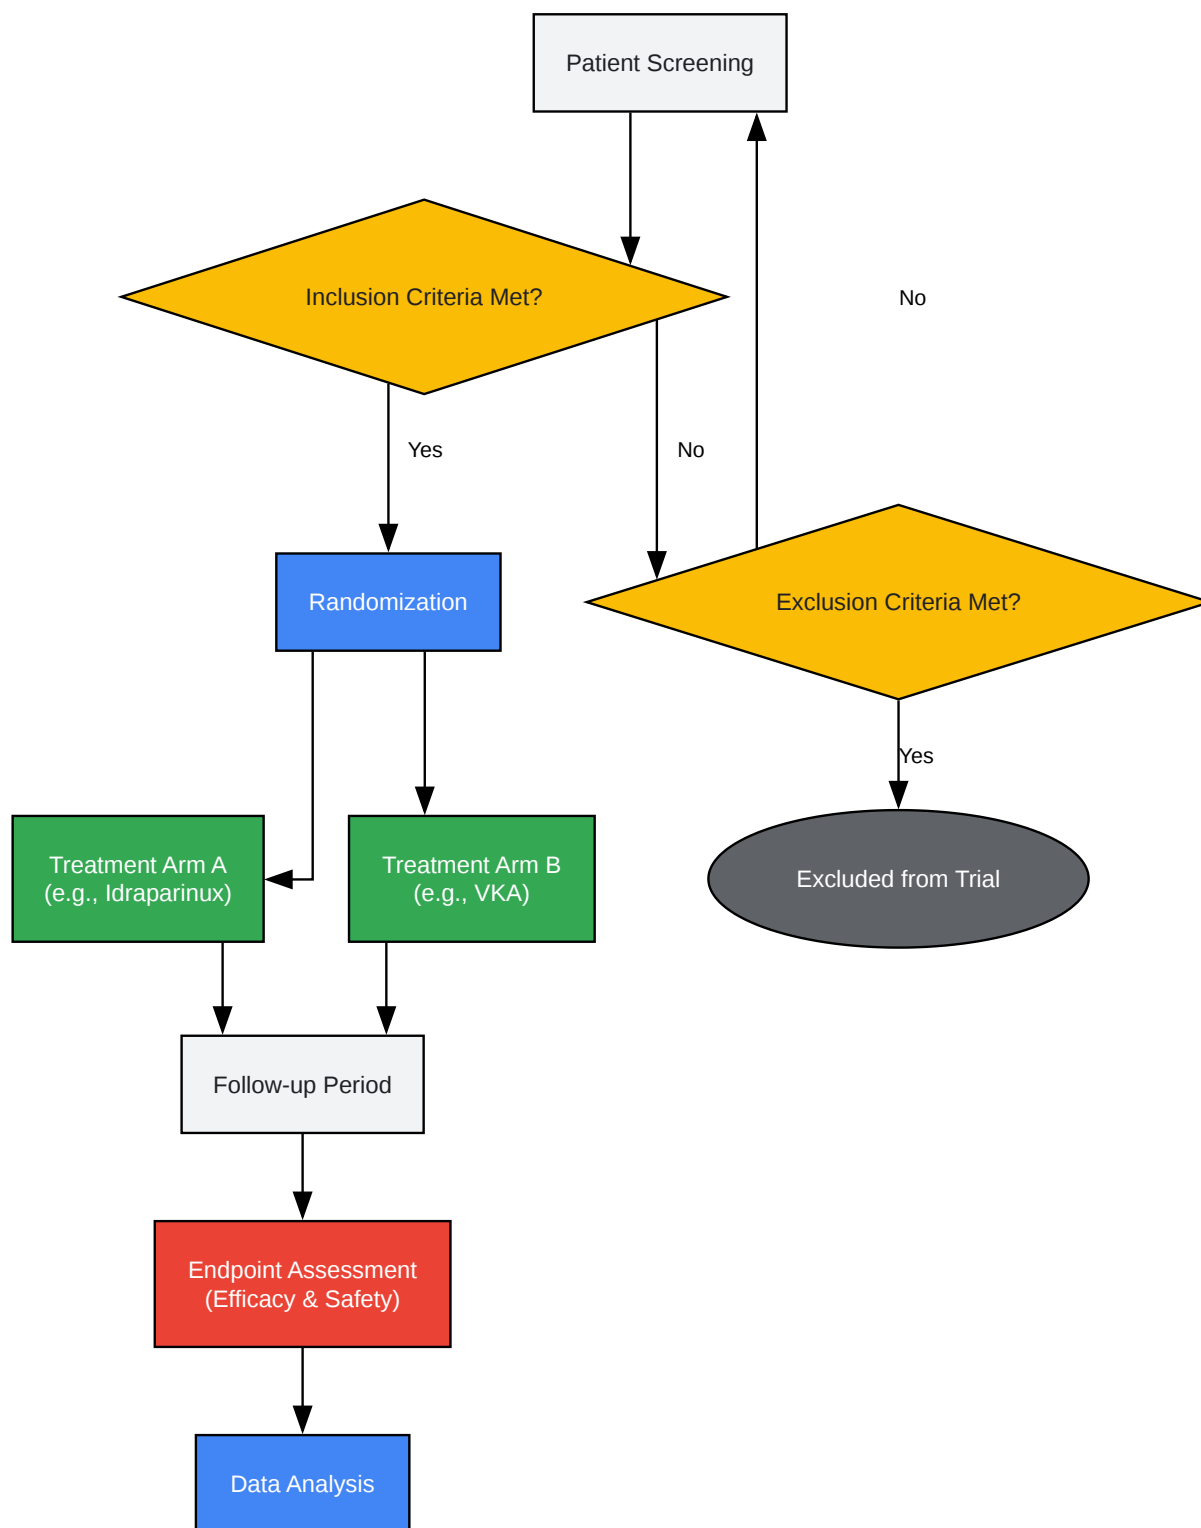 Patient Screening
Inclusion Criteria Met?
No
Yes
No
Randomization
Exclusion Criteria Met?
Yes
Treatment Arm A
(e.g., Idraparinux)
Treatment Arm B
(e.g., VKA)
Excluded from Trial
Follow-up Period
Endpoint Assessment
(Efficacy & Safety)
Data Analysis